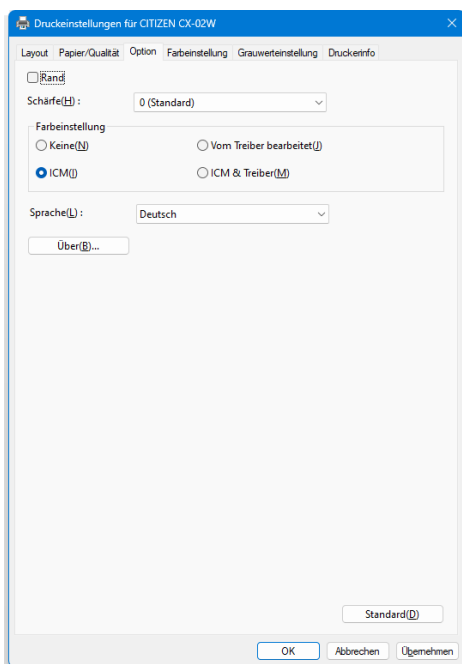 Druckeinstellungen für CITIZEN CX-02W
Layout Papier/Qualität Option Farbeinstellung Grauwerteinstellung Druckerinfo
Rand
Schärfe(H) : 0 (Standard)
Farbeinstellung
Keine(N) Vom Treiber bearbeitet(J)
ICM(I) ICM & Treiber(M)
Sprache(L) : Deutsch
Über(B)...
Standard(D)
OK Abbrechen Übernehmen